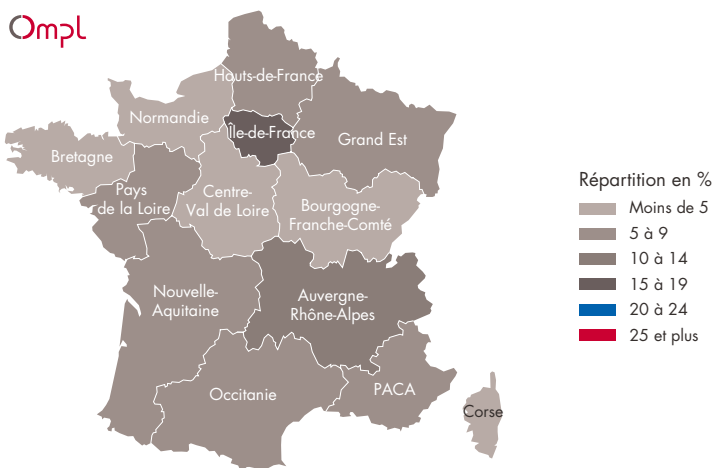 Ompl
Hauts-de-France
Normandie
Île-de-France
Grand Est
Bretagne
Pays
de la Loire
Centre-
Val de Loire
Bourgogne-
Franche-Comté
Nouvelle-
Aquitaine
Auvergne-
Rhône-Alpes
Occitanie
PACA
Corse
Répartition en %
Moins de 5
5 à 9
10 à 14
15 à 19
20 à 24
25 et plus